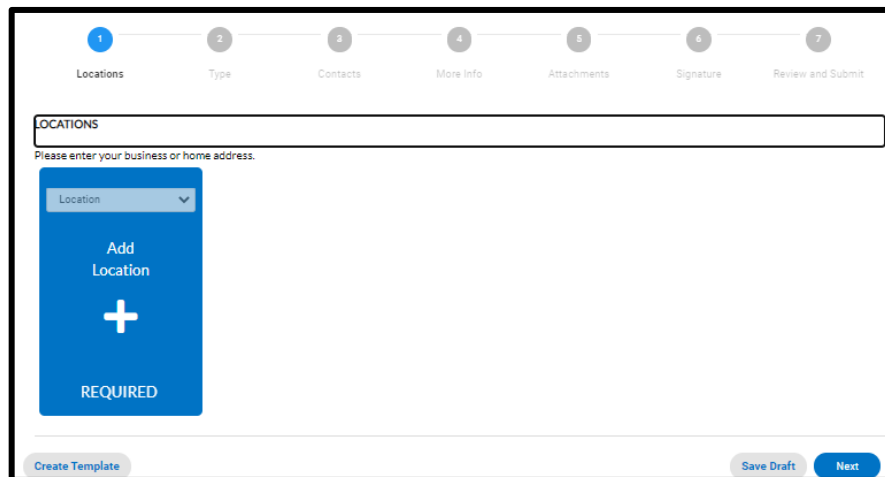 1 2 3 4 5 6 7
Locations Type Contacts More Info Attachments Signature Review and Submit
LOCATIONS
Please enter your business or home address.
Location
Add
Location
REQUIRED
Create Template Save Draft Next